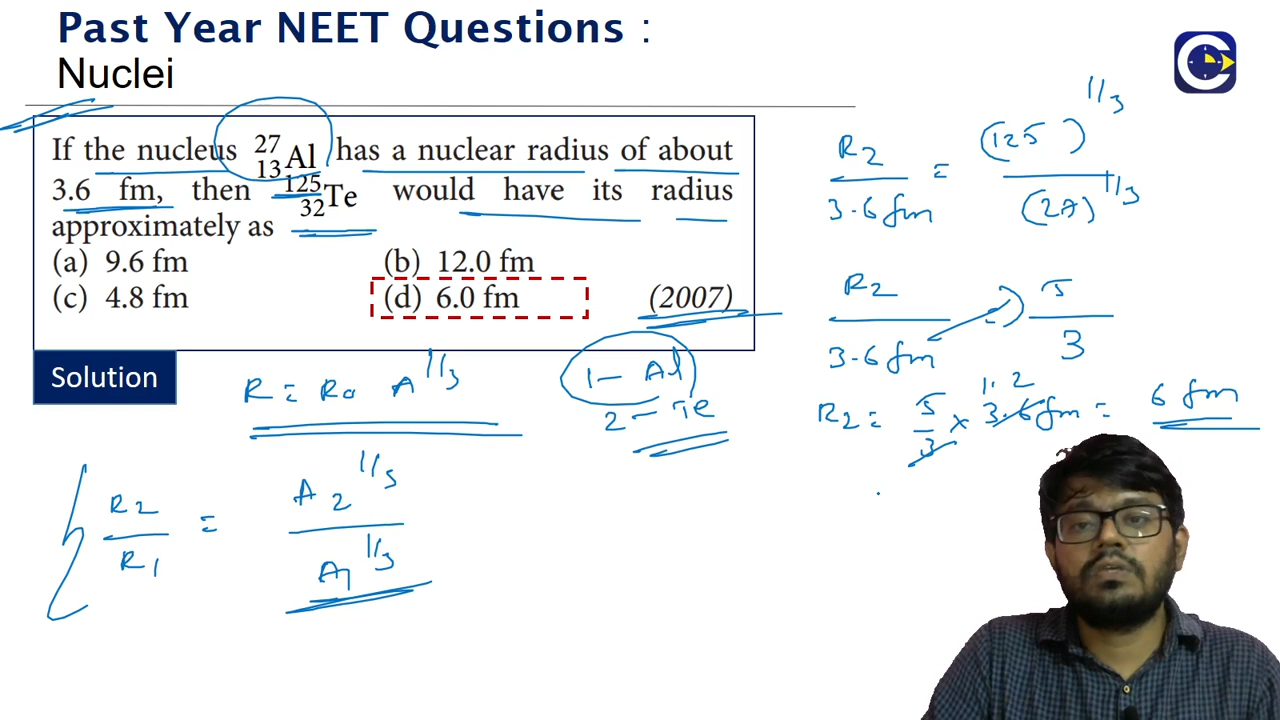 Past Year NEET Questions :
Nuclei
If the nucleus ²⁷₁₃Al has a nuclear radius of about
3.6 fm, then ¹²⁵₃₂Te would have its radius
approximately as
(a) 9.6 fm (b) 12.0 fm
(c) 4.8 fm (d) 6.0 fm (2007)
Solution
R = R₀ A^1/3
1 - Al
2 - Te
R2/R1 = A2^1/3 / A1^1/3
R2/3.6 fm = (125)^1/3 / (27)^1/3
R2/3.6 fm = 5/3
R2 = 5/3 × 3.6 fm = 6 fm
1.2